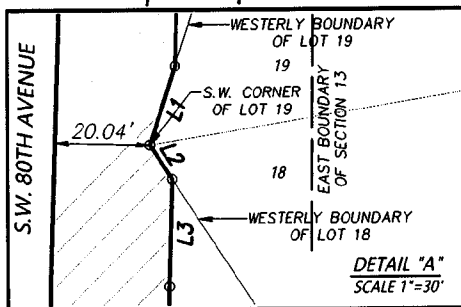 WESTERLY BOUNDARY
OF LOT 19
19
S.W. CORNER
OF LOT 19
L1
20.04'
L2
18
EAST BOUNDARY
OF SECTION 13
S.W. 80TH AVENUE
WESTERLY BOUNDARY
OF LOT 18
L3
DETAIL "A"
SCALE 1"=30'